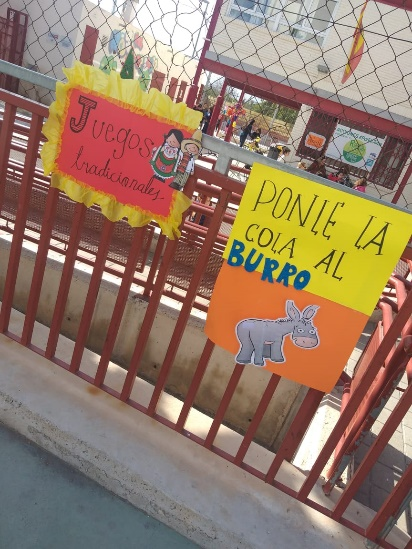 Juegos
tradicionales
PONLE LA
COLA AL
BURRO